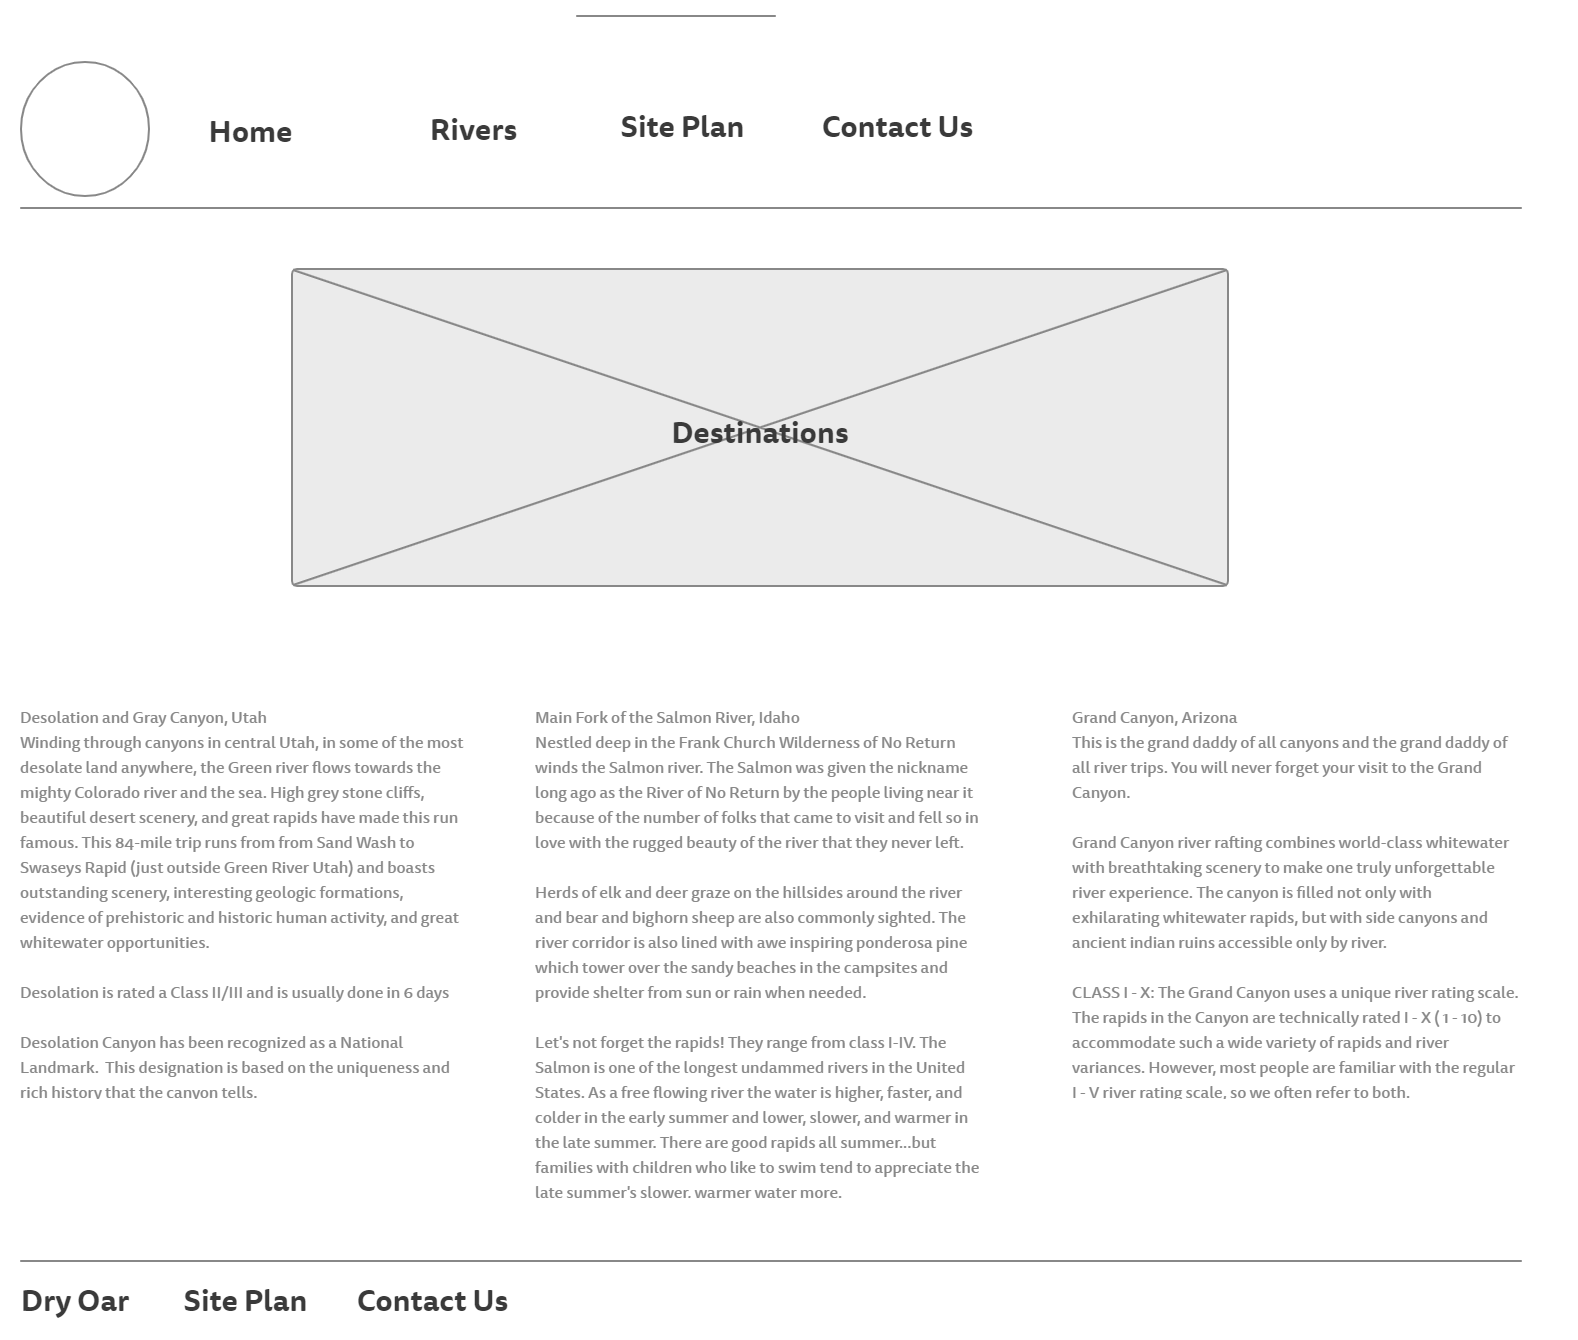 Home Rivers Site Plan Contact Us
Destinations
Desolation and Gray Canyon, Utah
Winding through canyons in central Utah, in some of the most
desolate land anywhere, the Green river flows towards the
mighty Colorado river and the sea. High grey stone cliffs,
beautiful desert scenery, and great rapids have made this run
famous. This 84-mile trip runs from from Sand Wash to
Swaseys Rapid (just outside Green River Utah) and boasts
outstanding scenery, interesting geologic formations,
evidence of prehistoric and historic human activity, and great
whitewater opportunities.
Desolation is rated a Class II/III and is usually done in 6 days
Desolation Canyon has been recognized as a National
Landmark.  This designation is based on the uniqueness and
rich history that the canyon tells.
Main Fork of the Salmon River, Idaho
Nestled deep in the Frank Church Wilderness of No Return
winds the Salmon river. The Salmon was given the nickname
long ago as the River of No Return by the people living near it
because of the number of folks that came to visit and fell so in
love with the rugged beauty of the river that they never left.
Herds of elk and deer graze on the hillsides around the river
and bear and bighorn sheep are also commonly sighted. The
river corridor is also lined with awe inspiring ponderosa pine
which tower over the sandy beaches in the campsites and
provide shelter from sun or rain when needed.
Let's not forget the rapids! They range from class I-IV. The
Salmon is one of the longest undammed rivers in the United
States. As a free flowing river the water is higher, faster, and
colder in the early summer and lower, slower, and warmer in
the late summer. There are good rapids all summer...but
families with children who like to swim tend to appreciate the
late summer's slower. warmer water more.
Grand Canyon, Arizona
This is the grand daddy of all canyons and the grand daddy of
all river trips. You will never forget your visit to the Grand
Canyon.
Grand Canyon river rafting combines world-class whitewater
with breathtaking scenery to make one truly unforgettable
river experience. The canyon is filled not only with
exhilarating whitewater rapids, but with side canyons and
ancient indian ruins accessible only by river.
CLASS I - X: The Grand Canyon uses a unique river rating scale.
The rapids in the Canyon are technically rated I - X ( 1 - 10) to
accommodate such a wide variety of rapids and river
variances. However, most people are familiar with the regular
I - V river rating scale, so we often refer to both.
Dry Oar Site Plan Contact Us